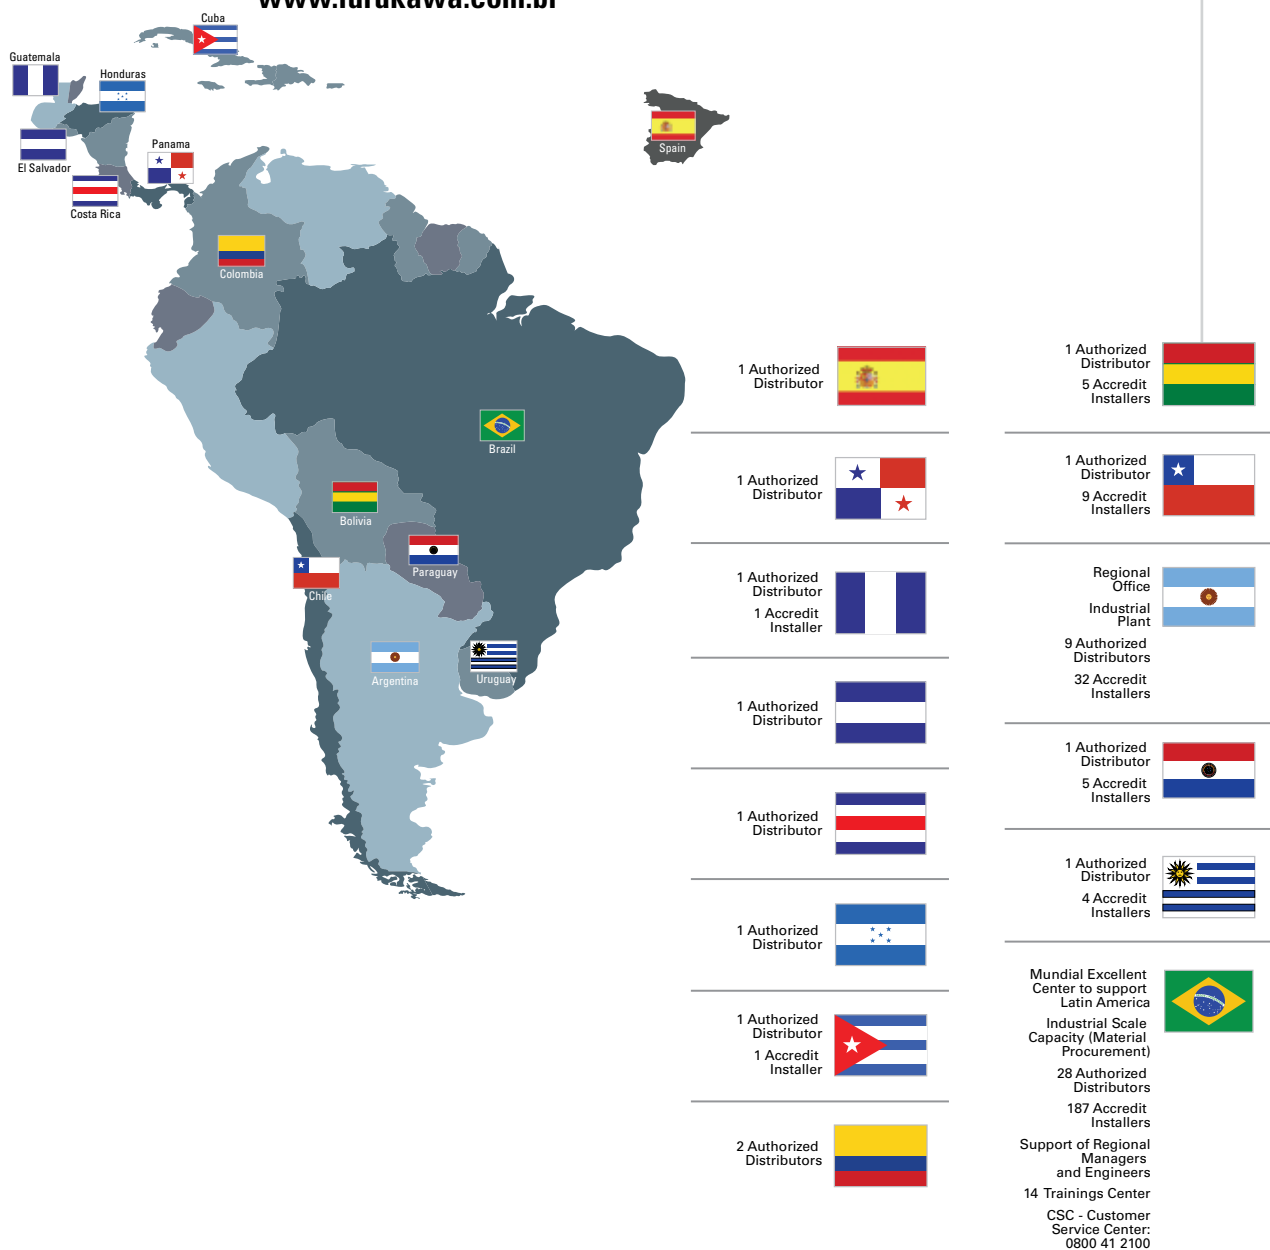 www.furukawa.com.br
Cuba
Guatemala
Honduras
El Salvador
Panama
Costa Rica
Spain
Colombia
Brazil
Bolivia
Paraguay
Chile
Argentina
Uruguay
1 Authorized
Distributor
1 Authorized
Distributor
1 Authorized
Distributor
1 Accredit
Installer
1 Authorized
Distributor
1 Authorized
Distributor
1 Authorized
Distributor
1 Authorized
Distributor
1 Accredit
Installer
2 Authorized
Distributors
1 Authorized
Distributor
5 Accredit
Installers
1 Authorized
Distributor
9 Accredit
Installers
Regional
Office
Industrial
Plant
9 Authorized
Distributors
32 Accredit
Installers
1 Authorized
Distributor
5 Accredit
Installers
1 Authorized
Distributor
4 Accredit
Installers
Mundial Excellent
Center to support
Latin America
Industrial Scale
Capacity (Material
Procurement)
28 Authorized
Distributors
187 Accredit
Installers
Support of Regional
Managers
and Engineers
14 Trainings Center
CSC - Customer
Service Center:
0800 41 2100